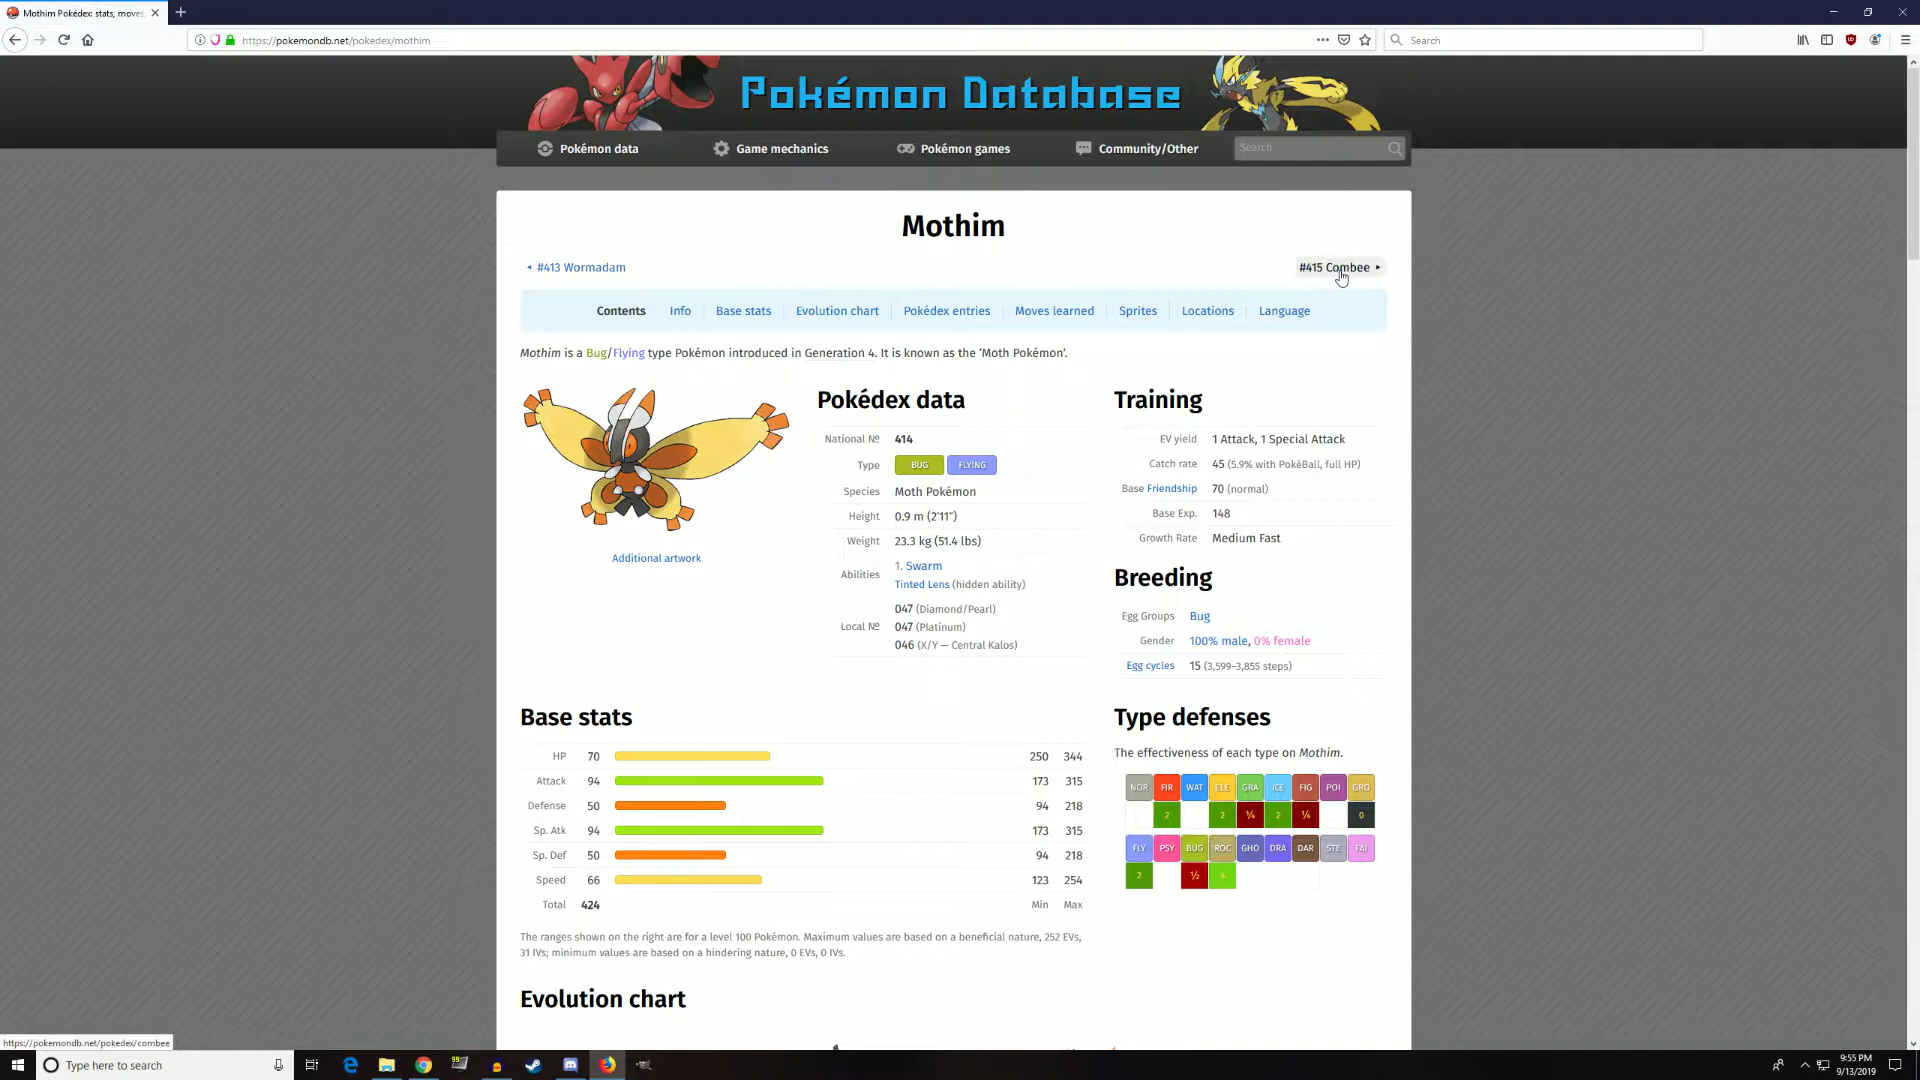 Mothim Pokédex: stats, moves,
https://pokemondb.net/pokedex/mothim
Search
Pokémon Database
Pokémon data
Game mechanics
Pokémon games
Community/Other
Search
Mothim
#413 Wormadam
#415 Combee
Contents
Info
Base stats
Evolution chart
Pokédex entries
Moves learned
Sprites
Locations
Language
Mothim is a Bug/Flying type Pokémon introduced in Generation 4. It is known as the ‘Moth Pokémon’.
Additional artwork
Pokédex data
National № 414
Type BUG FLYING
Species Moth Pokémon
Height 0.9 m (2′11″)
Weight 23.3 kg (51.4 lbs)
Abilities 1. Swarm
Tinted Lens (hidden ability)
Local № 047 (Diamond/Pearl)
047 (Platinum)
046 (X/Y — Central Kalos)
Training
EV yield 1 Attack, 1 Special Attack
Catch rate 45 (5.9% with PokéBall, full HP)
Base Friendship 70 (normal)
Base Exp. 148
Growth Rate Medium Fast
Breeding
Egg Groups Bug
Gender 100% male, 0% female
Egg cycles 15 (3,599–3,855 steps)
Base stats
HP 70 250 344
Attack 94 173 315
Defense 50 94 218
Sp. Atk 94 173 315
Sp. Def 50 94 218
Speed 66 123 254
Total 424 Min Max
The ranges shown on the right are for a level 100 Pokémon. Maximum values are based on a beneficial nature, 252 EVs,
31 IVs; minimum values are based on a hindering nature, 0 EVs, 0 IVs.
Type defenses
The effectiveness of each type on Mothim.
NOR FIR WAT ELE GRA ICE FIG POI GRO
2 2 ¼ 2 ¼ 0
FLY PSY BUG ROC GHO DRA DAR STE FAI
2 ½ 4
Evolution chart
https://pokemondb.net/pokedex/combee
Type here to search
9:55 PM
9/13/2019